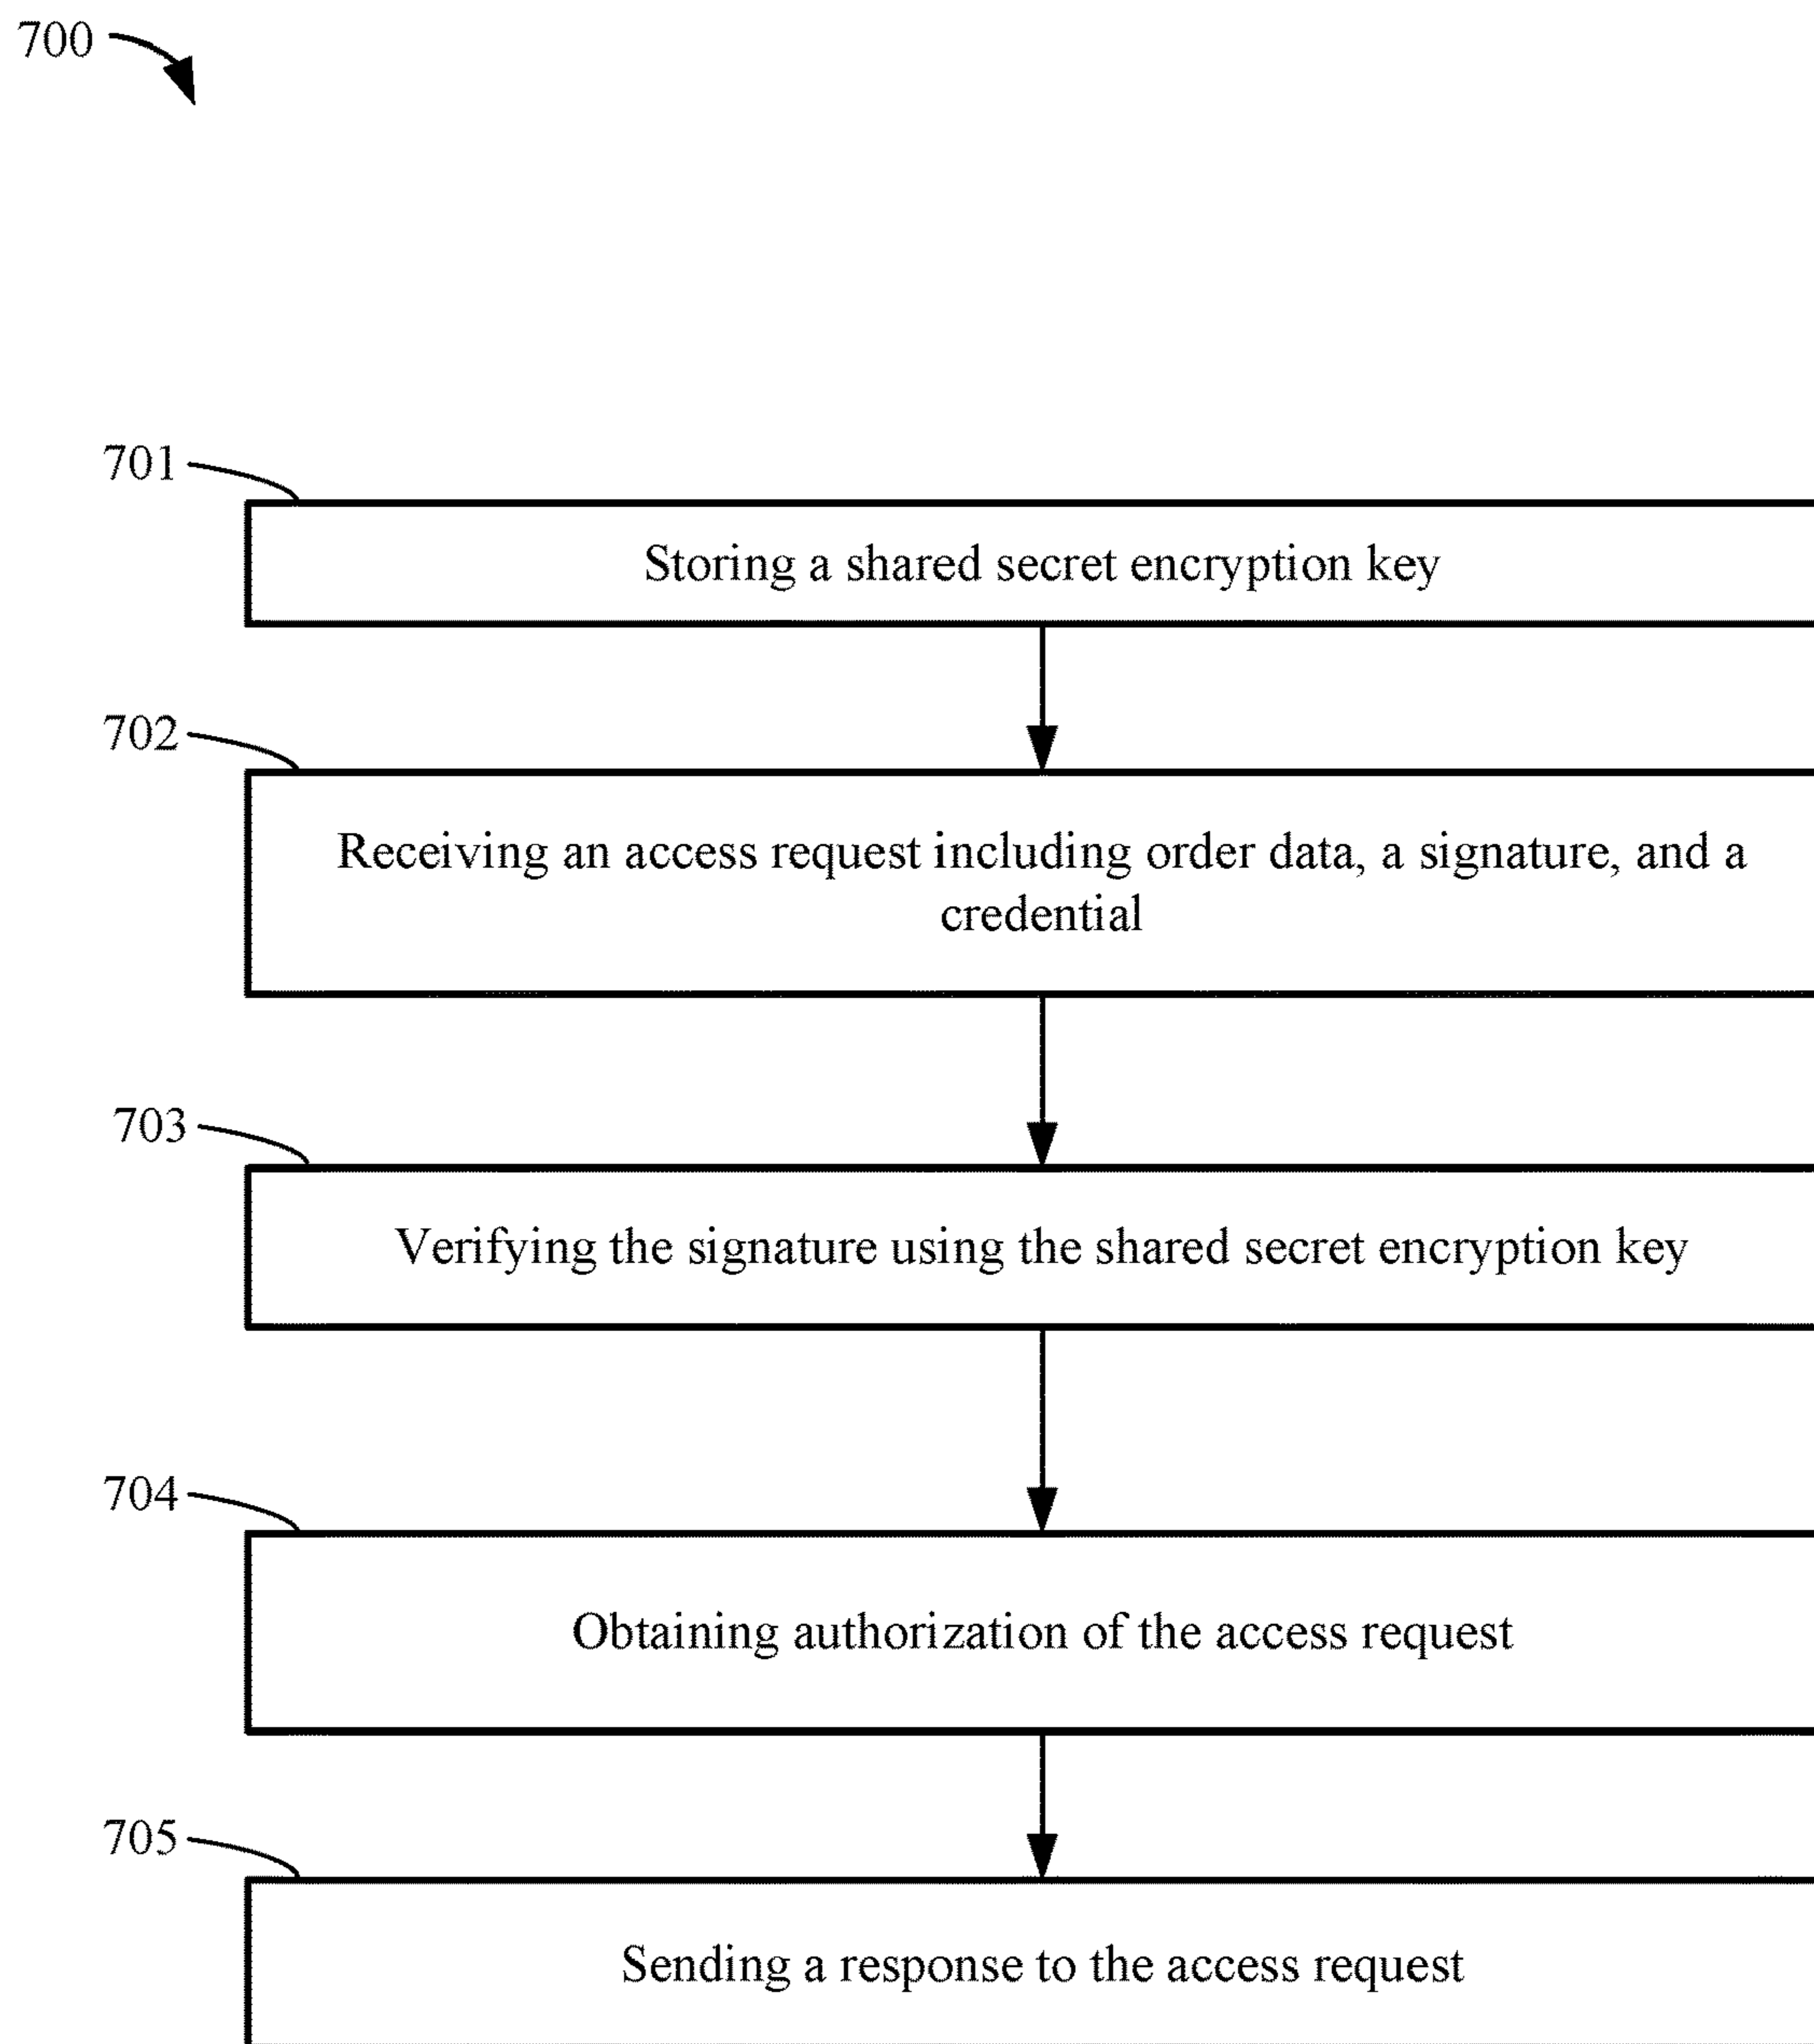 700
701
Storing a shared secret encryption key
702
Receiving an access request including order data, a signature, and a
credential
703
Verifying the signature using the shared secret encryption key
704
Obtaining authorization of the access request
705
Sending a response to the access request